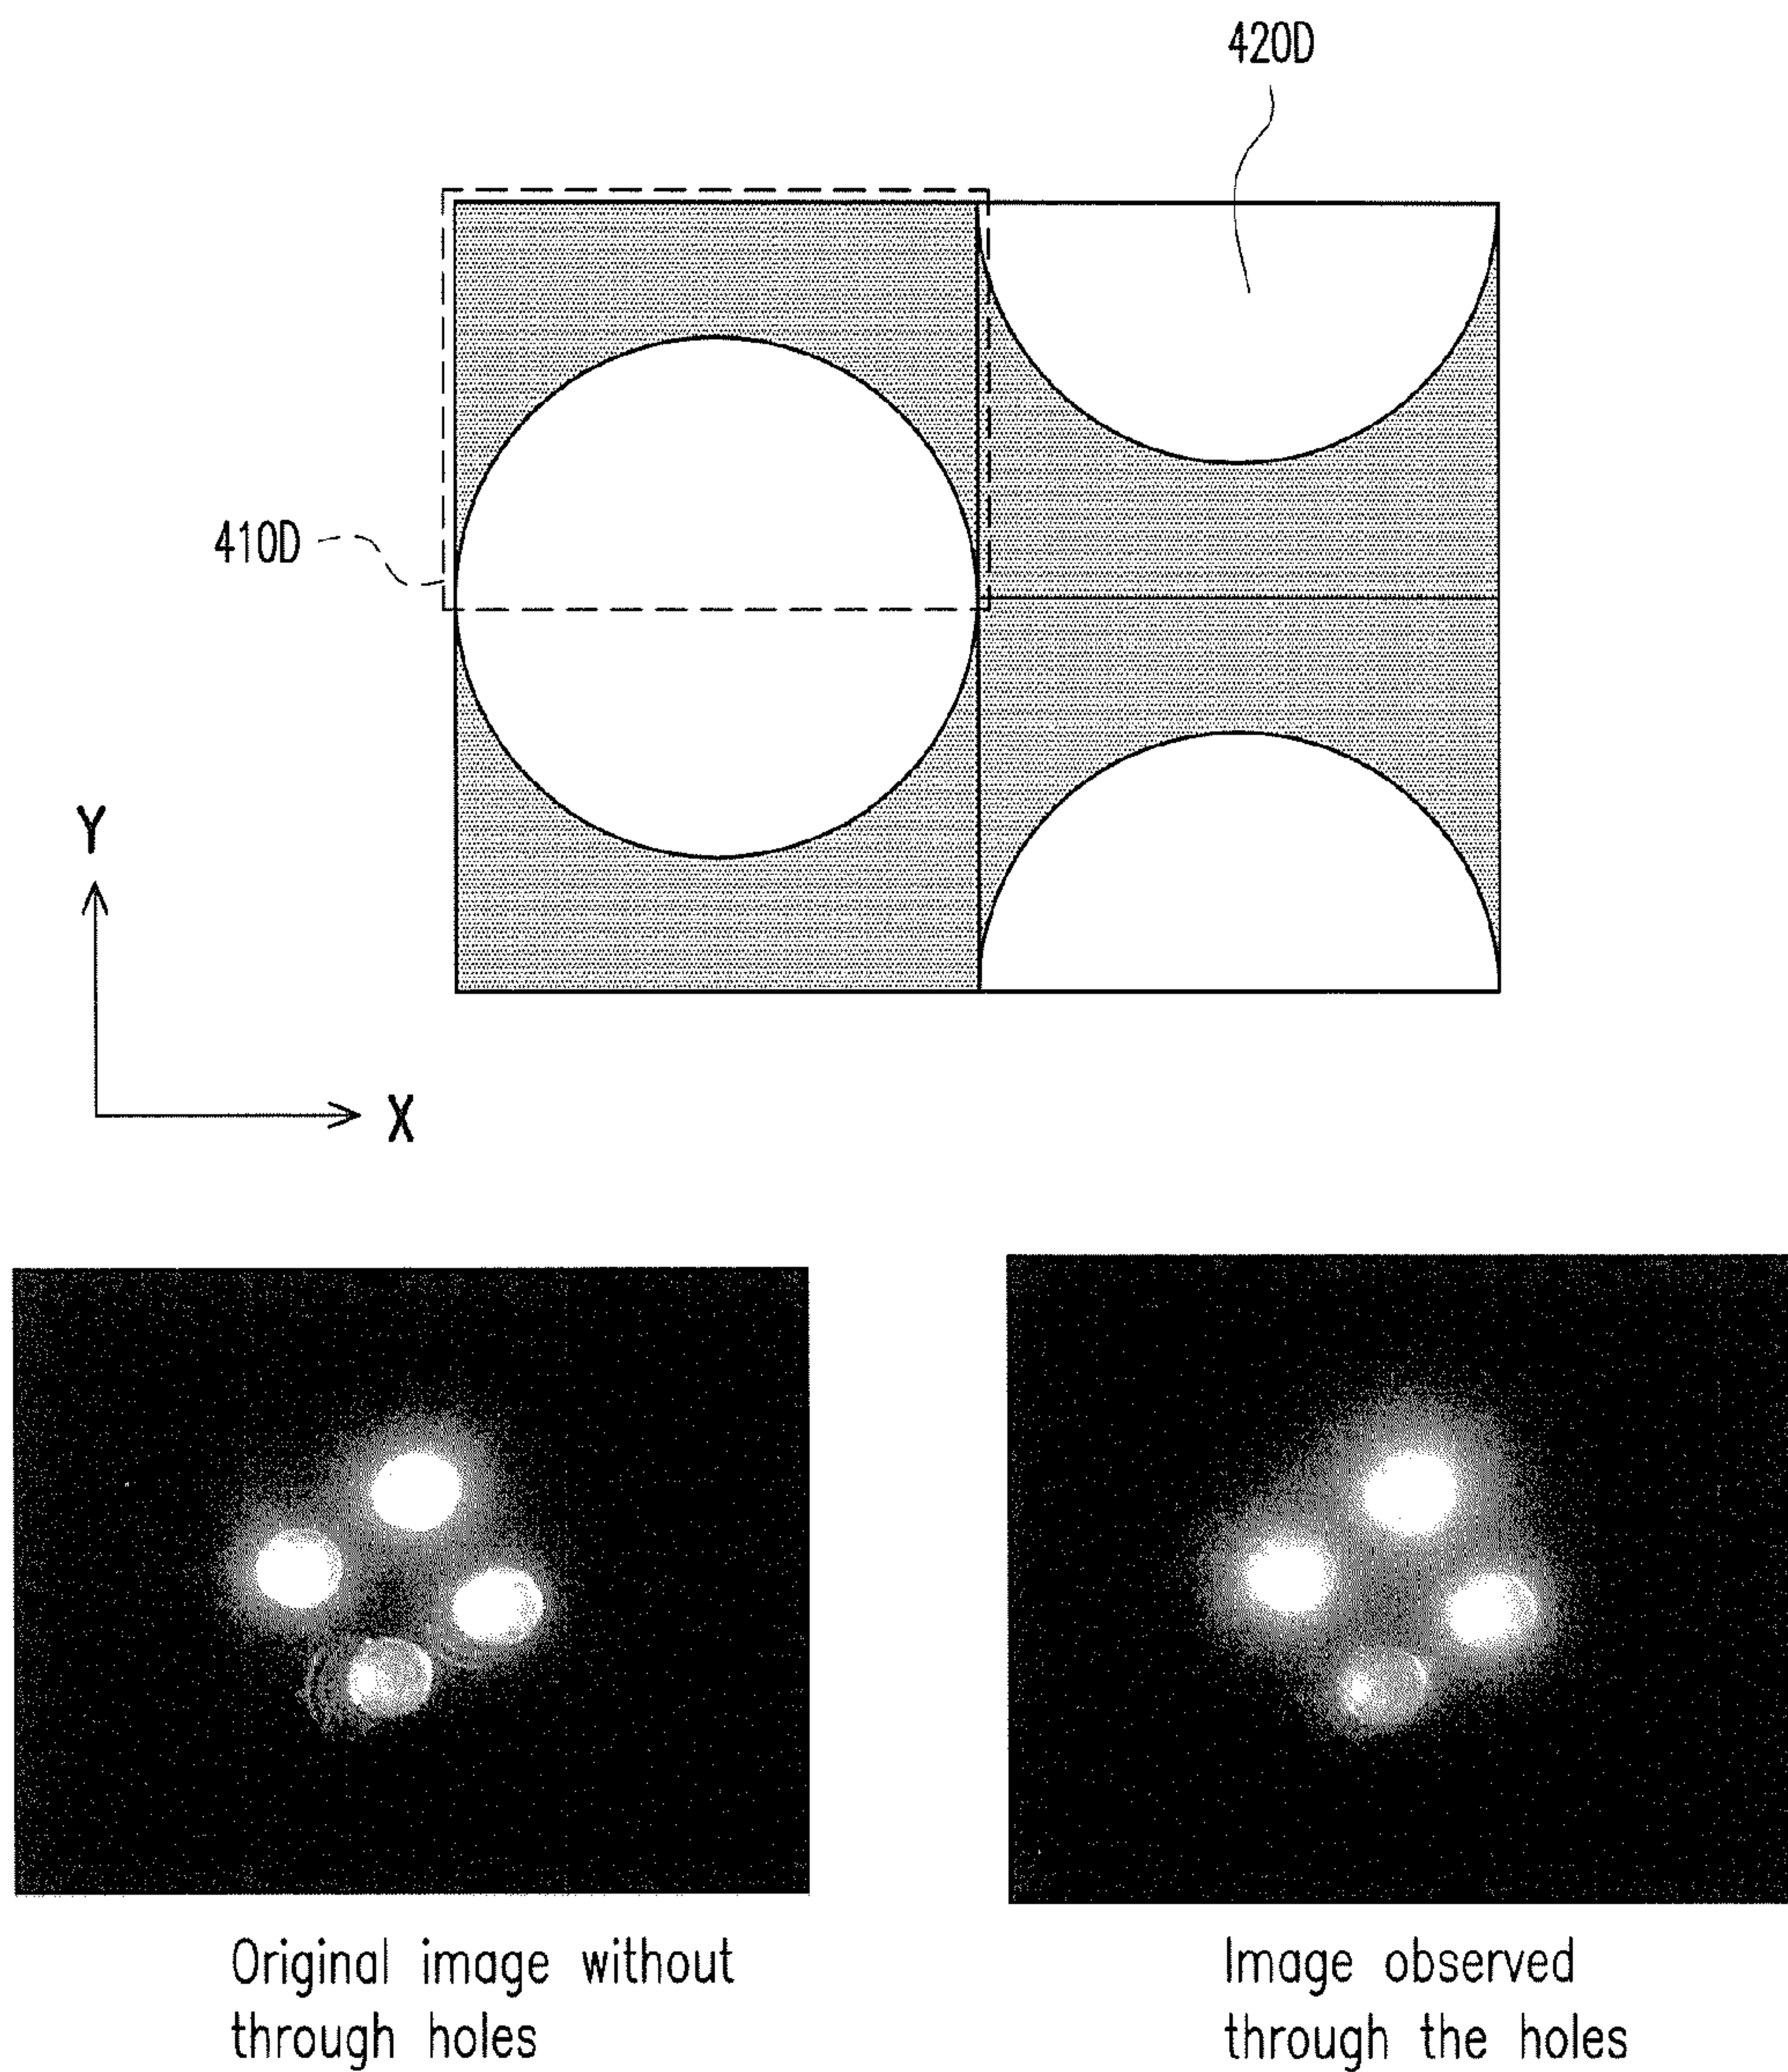 420D
410D
Y
X
Original image without
through holes
Image observed
through the holes